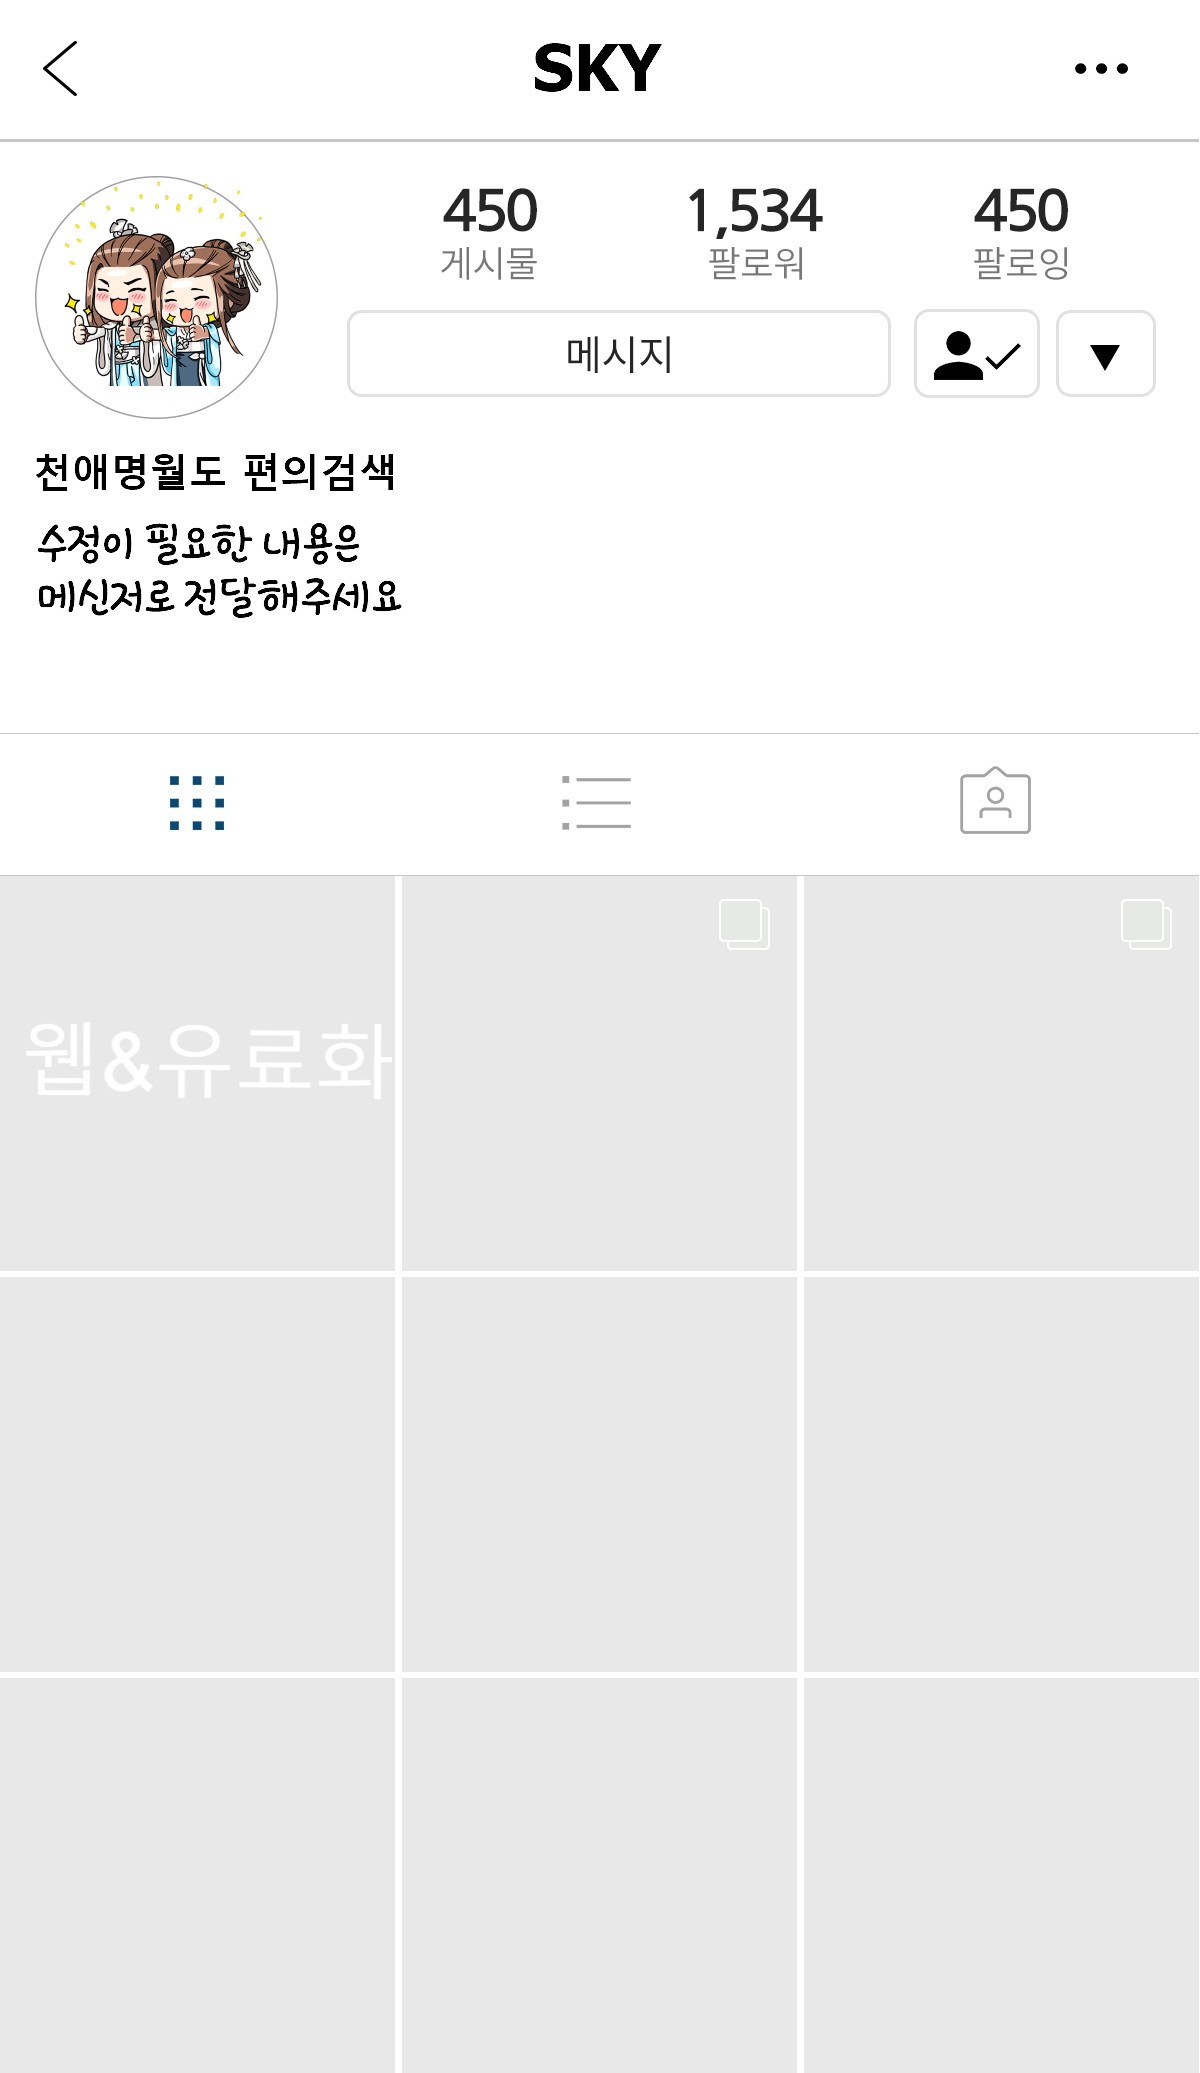 SKY
450 1,534 450
게시물 팔로워 팔로잉
메시지
천애명월도 편의검색
수정이 필요한 내용은
메신저로 전달해주세요
웹&유료화